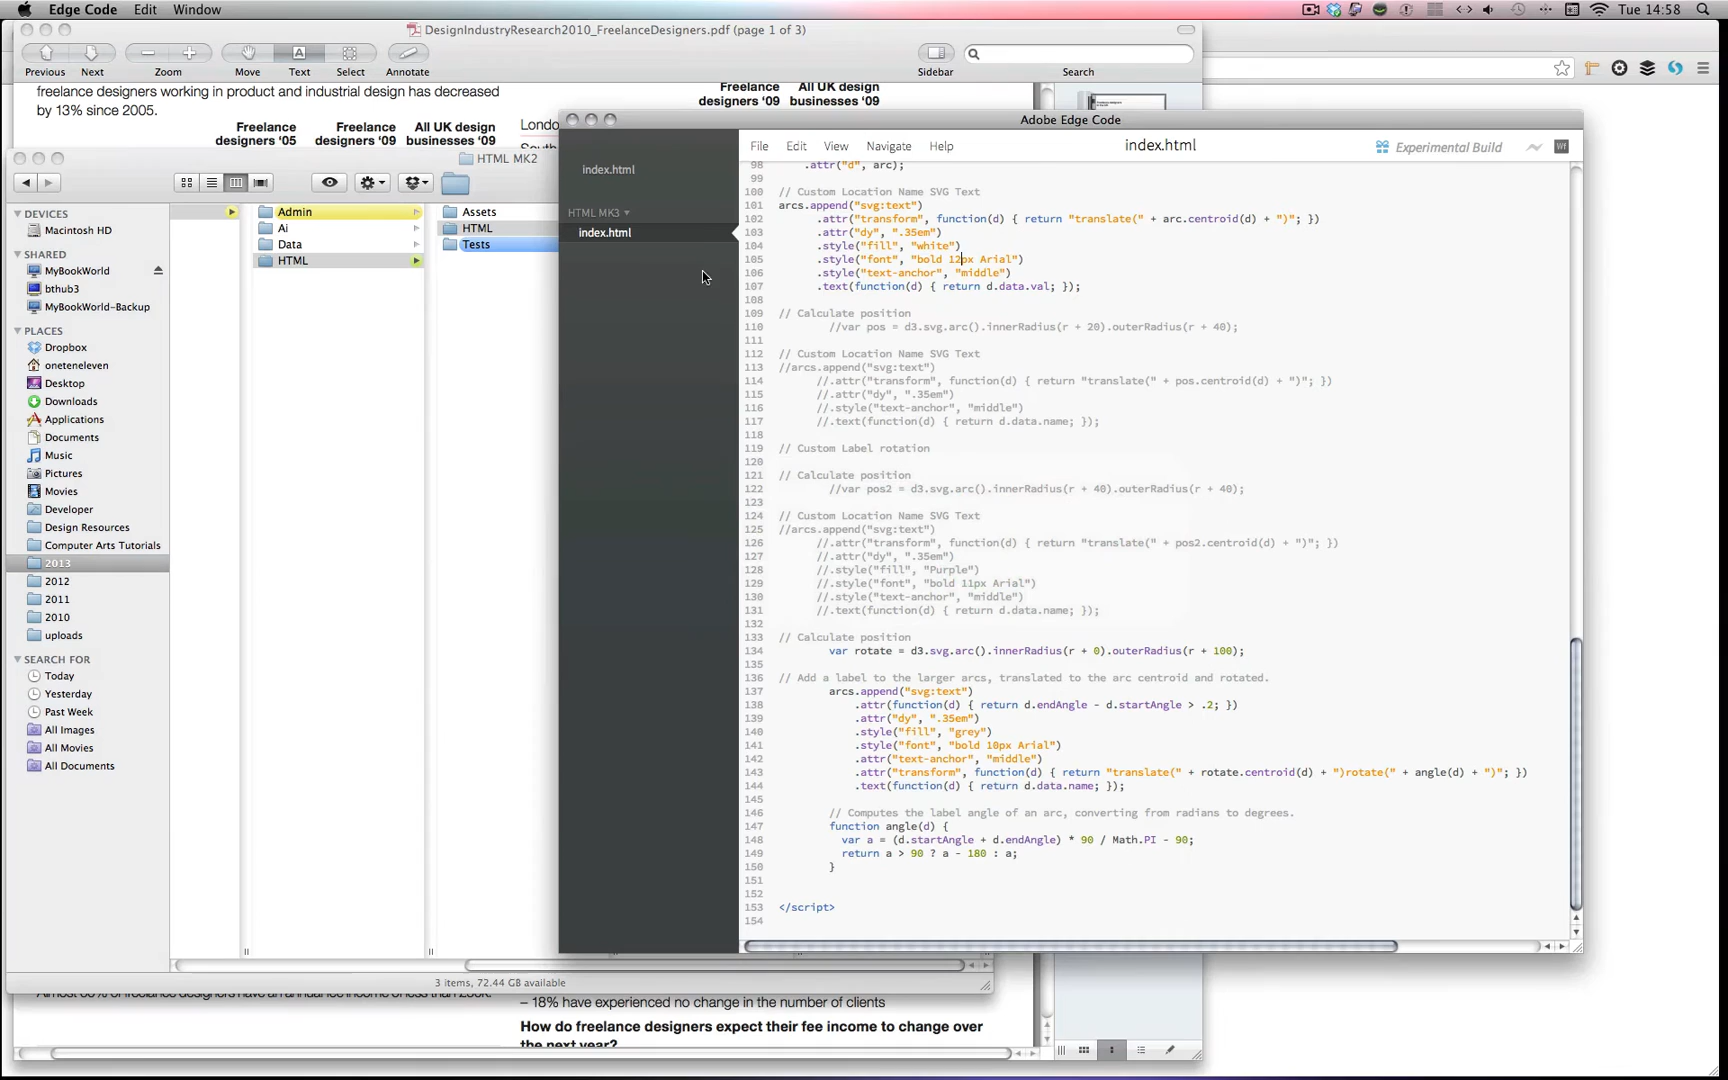 Edge Code Edit Window
Tue 14:58
DesignIndustryResearch2010_FreelanceDesigners.pdf (page 1 of 3)
Previous Next Zoom Move Text Select Annotate Sidebar Search
freelance designers working in product and industrial design has decreased
by 13% since 2005.
Freelance designers '05
Freelance designers '09
All UK design businesses '09
Freelance designers '09
All UK design businesses '09
HTML MK2
DEVICES
Macintosh HD
SHARED
MyBookWorld
bthub3
MyBookWorld-Backup
PLACES
Dropbox
oneteneleven
Desktop
Downloads
Applications
Documents
Music
Pictures
Movies
Developer
Design Resources
Computer Arts Tutorials
2013
2012
2011
2010
uploads
SEARCH FOR
Today
Yesterday
Past Week
All Images
All Movies
All Documents
Admin
Ai
Data
HTML
Assets
HTML
Tests
3 items, 72.44 GB available
– 18% have experienced no change in the number of clients
How do freelance designers expect their fee income to change over
the next year?
Adobe Edge Code
File Edit View Navigate Help
index.html
Experimental Build
Wf
index.html
HTML MK3
index.html
98 .attr("d", arc);
99
100 // Custom Location Name SVG Text
101 arcs.append("svg:text")
102 .attr("transform", function(d) { return "translate(" + arc.centroid(d) + ")"; })
103 .attr("dy", ".35em")
104 .style("fill", "white")
105 .style("font", "bold 12px Arial")
106 .style("text-anchor", "middle")
107 .text(function(d) { return d.data.val; });
108
109 // Calculate position
110 //var pos = d3.svg.arc().innerRadius(r + 20).outerRadius(r + 40);
111
112 // Custom Location Name SVG Text
113 //arcs.append("svg:text")
114 //.attr("transform", function(d) { return "translate(" + pos.centroid(d) + ")"; })
115 //.attr("dy", ".35em")
116 //.style("text-anchor", "middle")
117 //.text(function(d) { return d.data.name; });
118
119 // Custom Label rotation
120
121 // Calculate position
122 //var pos2 = d3.svg.arc().innerRadius(r + 40).outerRadius(r + 40);
123
124 // Custom Location Name SVG Text
125 //arcs.append("svg:text")
126 //.attr("transform", function(d) { return "translate(" + pos2.centroid(d) + ")"; })
127 //.attr("dy", ".35em")
128 //.style("fill", "Purple")
129 //.style("font", "bold 11px Arial")
130 //.style("text-anchor", "middle")
131 //.text(function(d) { return d.data.name; });
132
133 // Calculate position
134 var rotate = d3.svg.arc().innerRadius(r + 0).outerRadius(r + 100);
135
136 // Add a label to the larger arcs, translated to the arc centroid and rotated.
137 arcs.append("svg:text")
138 .attr(function(d) { return d.endAngle - d.startAngle > .2; })
139 .attr("dy", ".35em")
140 .style("fill", "grey")
141 .style("font", "bold 10px Arial")
142 .attr("text-anchor", "middle")
143 .attr("transform", function(d) { return "translate(" + rotate.centroid(d) + ")rotate(" + angle(d) + ")"; })
144 .text(function(d) { return d.data.name; });
145
146 // Computes the label angle of an arc, converting from radians to degrees.
147 function angle(d) {
148 var a = (d.startAngle + d.endAngle) * 90 / Math.PI - 90;
149 return a > 90 ? a - 180 : a;
150 }
151
152
153 </script>
154